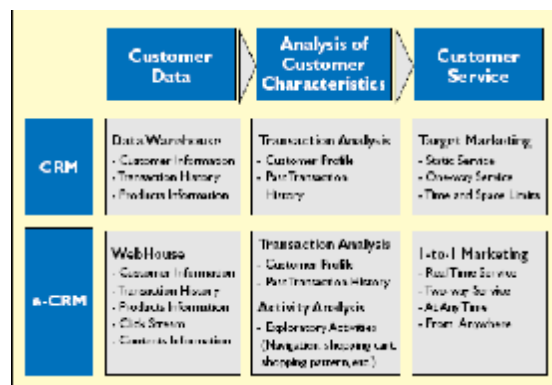 Customer Data
Analysis of Customer Characteristics
Customer Service
CRM
Data Warehouse
- Customer Information
- Transaction History
- Products Information
Transaction Analysis
- Customer Profile
- Past Transaction
History
Target Marketing
- Static Service
- One-way Service
- Time and Space Limits
e-CRM
WebHouse
- Customer Information
- Transaction History
- Products Information
- Click Stream
- Contents Information
Transaction Analysis
- Customer Profile
- Past Transaction History
Activity Analysis
- Exploratory Activities
(Navigation, shopping cart,
shopping pattern, etc.)
1-to-1 Marketing
- Real Time Service
- Two-way Service
- At Any Time
- From Anywhere